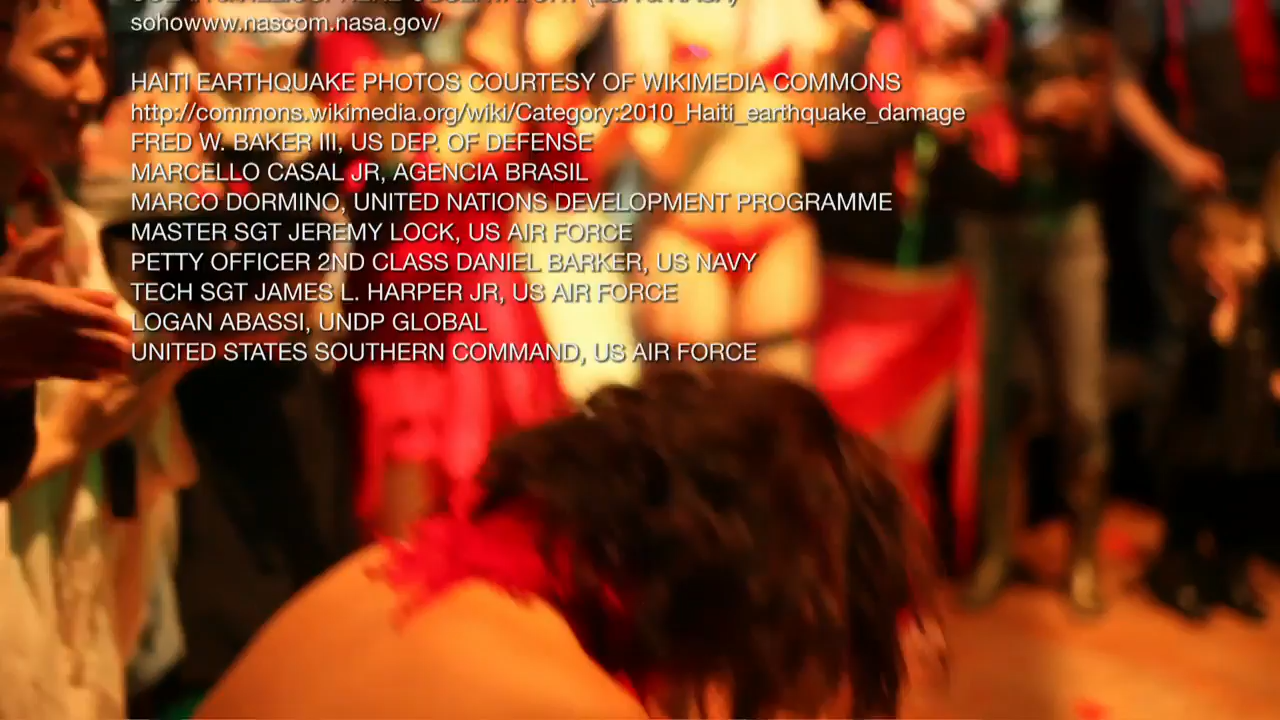 sohowww.nascom.nasa.gov/
HAITI EARTHQUAKE PHOTOS COURTESY OF WIKIMEDIA COMMONS
http://commons.wikimedia.org/wiki/Category:2010_Haiti_earthquake_damage
FRED W. BAKER III, US DEP. OF DEFENSE
MARCELLO CASAL JR, AGENCIA BRASIL
MARCO DORMINO, UNITED NATIONS DEVELOPMENT PROGRAMME
MASTER SGT JEREMY LOCK, US AIR FORCE
PETTY OFFICER 2ND CLASS DANIEL BARKER, US NAVY
TECH SGT JAMES L. HARPER JR, US AIR FORCE
LOGAN ABASSI, UNDP GLOBAL
UNITED STATES SOUTHERN COMMAND, US AIR FORCE